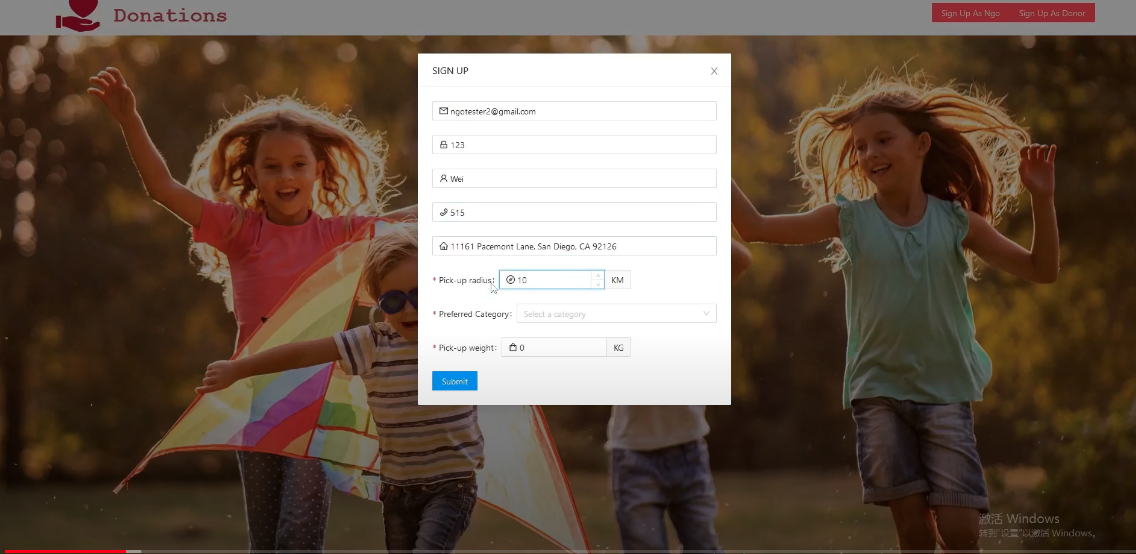 Donations
Sign Up As Ngo
Sign Up As Donor
SIGN UP
ngotester2@gmail.com
123
Wei
515
11161 Pacemont Lane, San Diego, CA 92126
* Pick-up radius: 10 KM
* Preferred Category: Select a category
* Pick-up weight: 0 KG
Submit
激活 Windows
转到"设置"以激活 Windows。